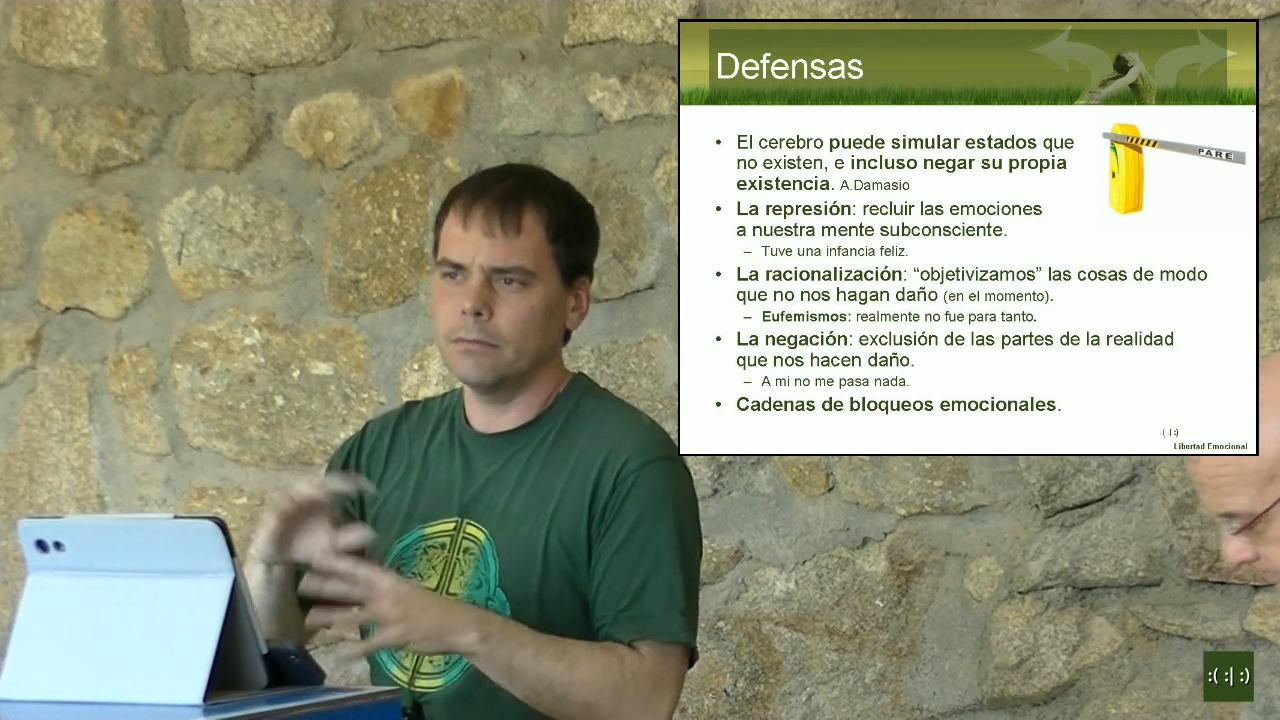 Defensas
PARE
• El cerebro puede simular estados que
no existen, e incluso negar su propia
existencia. A.Damasio
• La represión: recluir las emociones
a nuestra mente subconsciente.
– Tuve una infancia feliz.
• La racionalización: “objetivizamos” las cosas de modo
que no nos hagan daño (en el momento).
– Eufemismos: realmente no fue para tanto.
• La negación: exclusión de las partes de la realidad
que nos hacen daño.
– A mi no me pasa nada.
• Cadenas de bloqueos emocionales.
:( :| :)
Libertad Emocional
:( :| :)